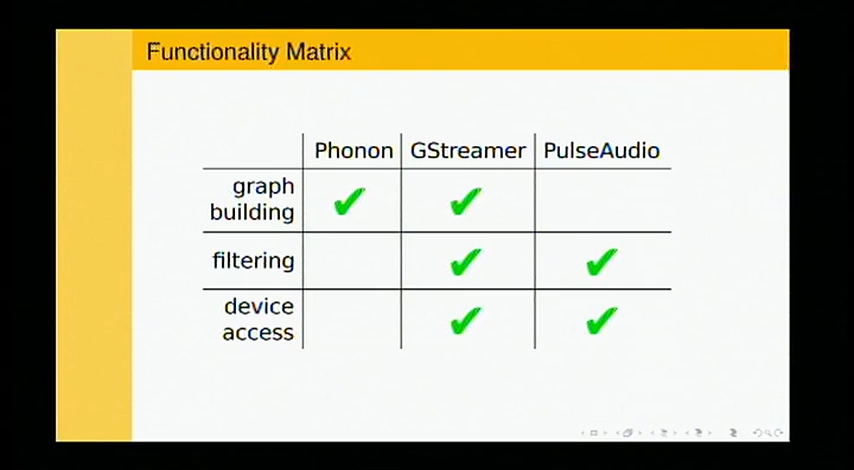 Functionality Matrix
Phonon GStreamer PulseAudio
graph
building ✔ ✔
filtering ✔ ✔
device
access ✔ ✔